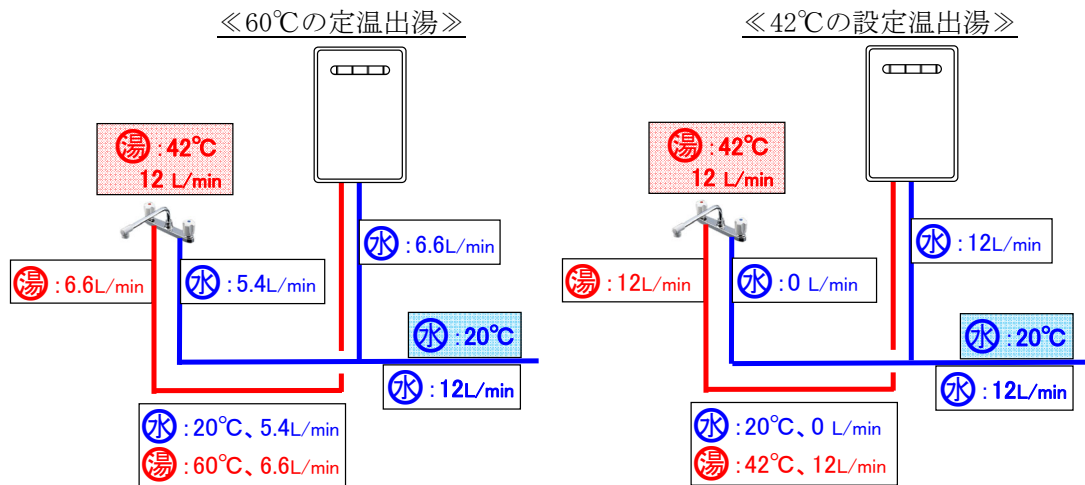 ≪60℃の定温出湯≫
湯:42℃
12 L/min
水:6.6L/min
湯:6.6L/min
水:5.4L/min
水:20℃
水:12L/min
水:20℃、5.4L/min
湯:60℃、6.6L/min
≪42℃の設定温出湯≫
湯:42℃
12 L/min
水:12L/min
湯:12L/min
水:0 L/min
水:20℃
水:12L/min
水:20℃、0 L/min
湯:42℃、12L/min